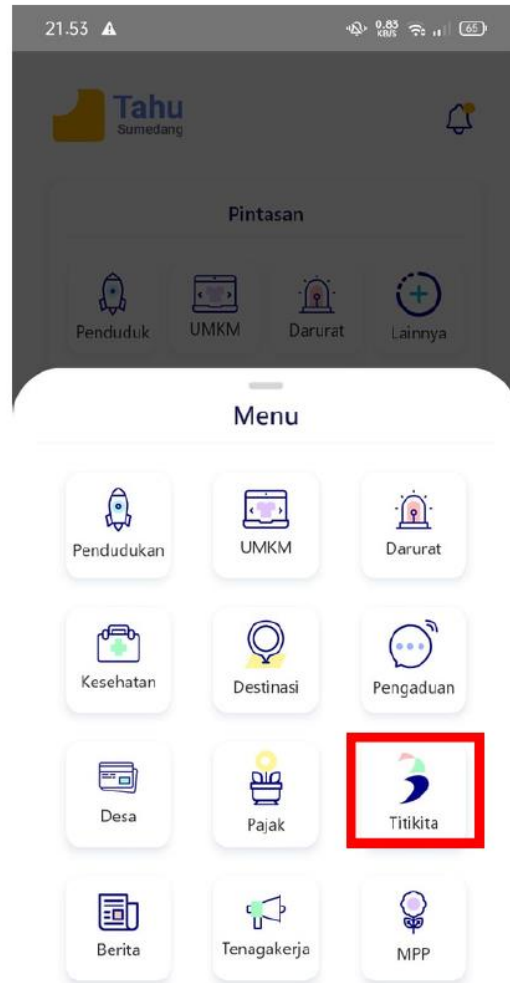 21.53 0.83 KB/S 65
Tahu
Sumedang
Pintasan
Penduduk UMKM Darurat Lainnya
Menu
Pendudukan UMKM Darurat
Kesehatan Destinasi Pengaduan
Desa Pajak Titikita
Berita Tenagakerja MPP